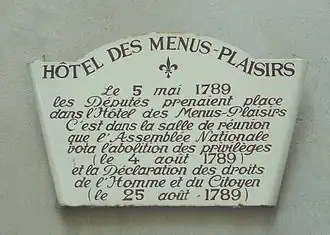 HÔTEL DES MENUS-PLAISIRS
Le 5 mai 1789
les Députés prenaient place
dans l'Hôtel des Menus-Plaisirs
C'est dans la salle de réunion
que l'Assemblée Nationale
vota l'abolition des privilèges
(le 4 août 1789)
et la Déclaration des droits
de l'Homme et du Citoyen
(le 25 août -1789)